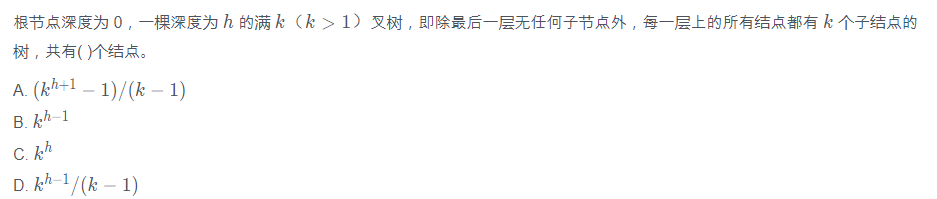 根节点深度为 0，一棵深度为 h 的满 k（k > 1）叉树，即除最后一层无任何子节点外，每一层上的所有结点都有 k 个子结点的
树，共有( )个结点。
A. (k^{h+1} − 1)/(k − 1)
B. k^{h−1}
C. k^h
D. k^{h−1}/(k − 1)